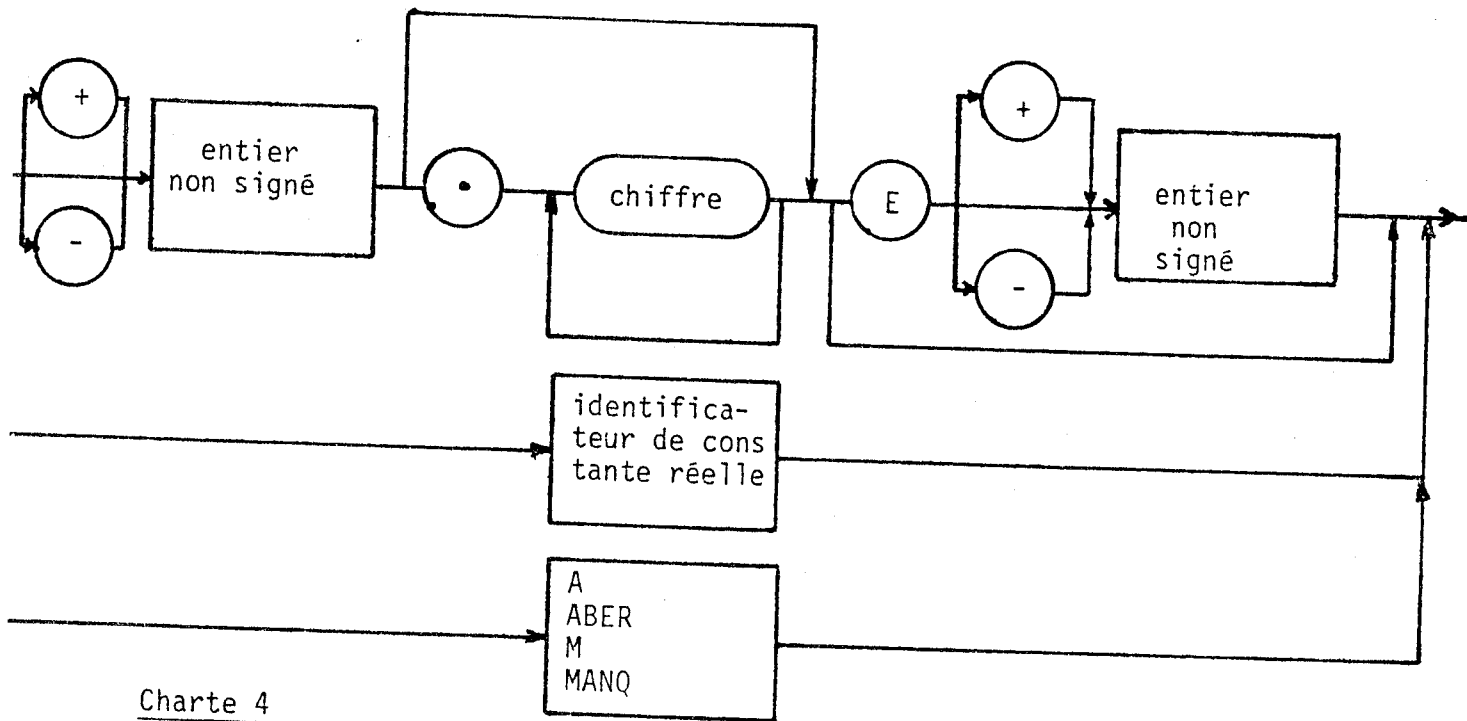 +
entier
non signé
-
.
chiffre
E
+
-
entier
non
signé
identifica-
teur de cons
tante réelle
A
ABER
M
MANQ
Charte 4